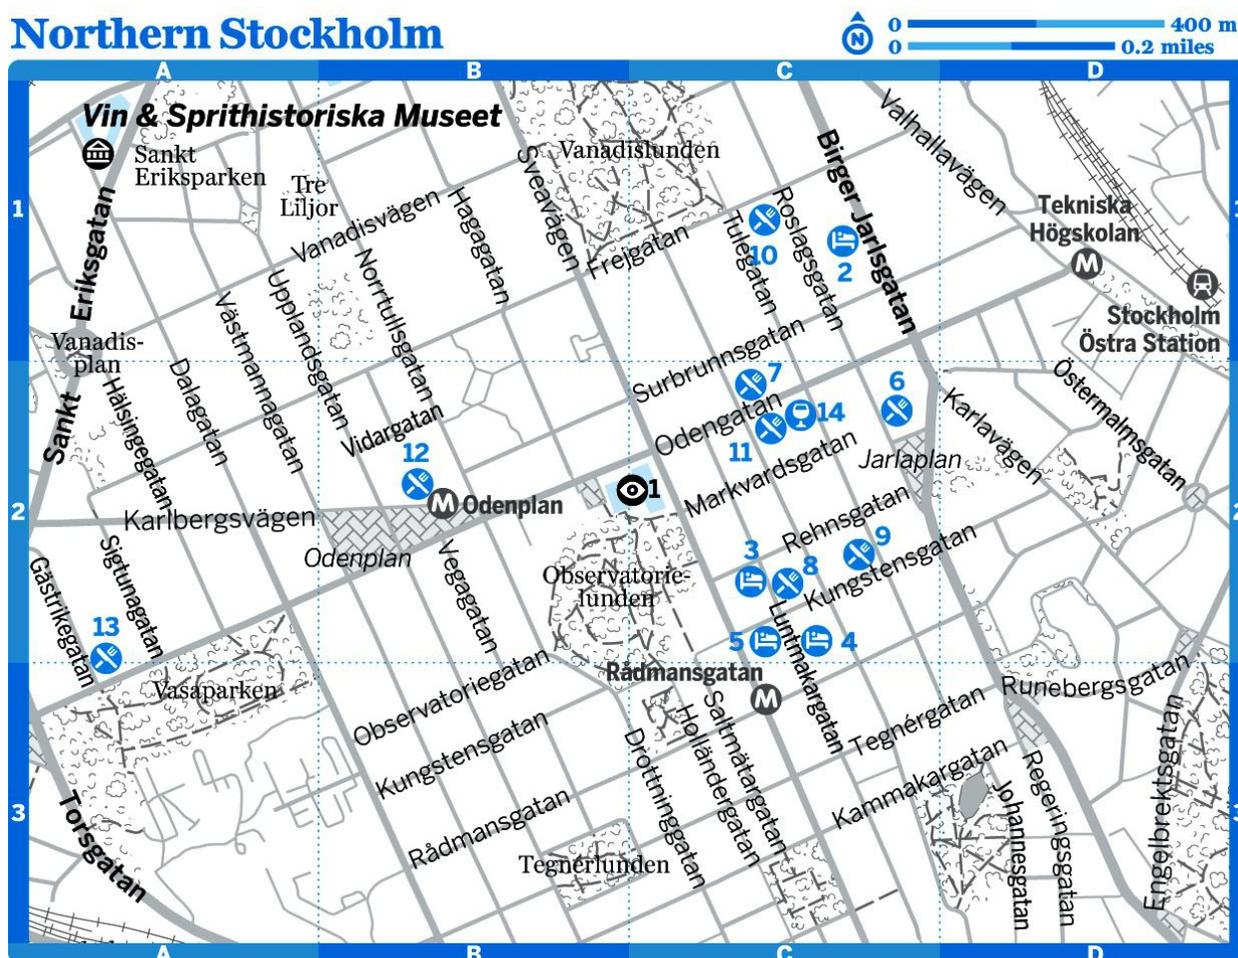 Northern Stockholm
N
0 400 m
0 0.2 miles
A B C D
Vin & Sprithistoriska Museet
Sankt
Eriksparken
Tre
Liljor
Vanadislunden
Valhallavägen
Birger Jarlsgatan
Sveavägen
1
Vanadisvägen
Hagagatan
Frejgatan
Tulegatan
10
Roslagsgatan
2
Tekniska
Högskolan
M
Stockholm
Östra Station
Sankt Eriksgatan
Vanadis-
plan
Norrtullsgatan
Upplandsgatan
Västmannagatan
Dalagatan
Hälsingegatan
Surbrunnsgatan
7
6
Odengatan
14
11
Markvardsgatan
Jarlaplan
Karlavägen
Östermalmsgatan
Vidargatan
12
M Odenplan
1
2 2
Karlbergsvägen
Odenplan
Rehnsgatan
9
Kungstensgatan
3
8
Observatorie-
lunden
Vegagatan
Sigtunagatan
Gästrikegatan
13
5
4
Luntmakargatan
Rådmansgatan
M
Vasaparken
Observatoriegatan
Kungstensgatan
Rådmansgatan
Saltmätargatan
Holländergatan
Drottninggatan
Tegnérgatan
Runebergsgatan
Kammakargatan
Johannesgatan
Regeringsgatan
Engelbrektsgatan
3
Torsgatan
Tegnérlunden
A B C D